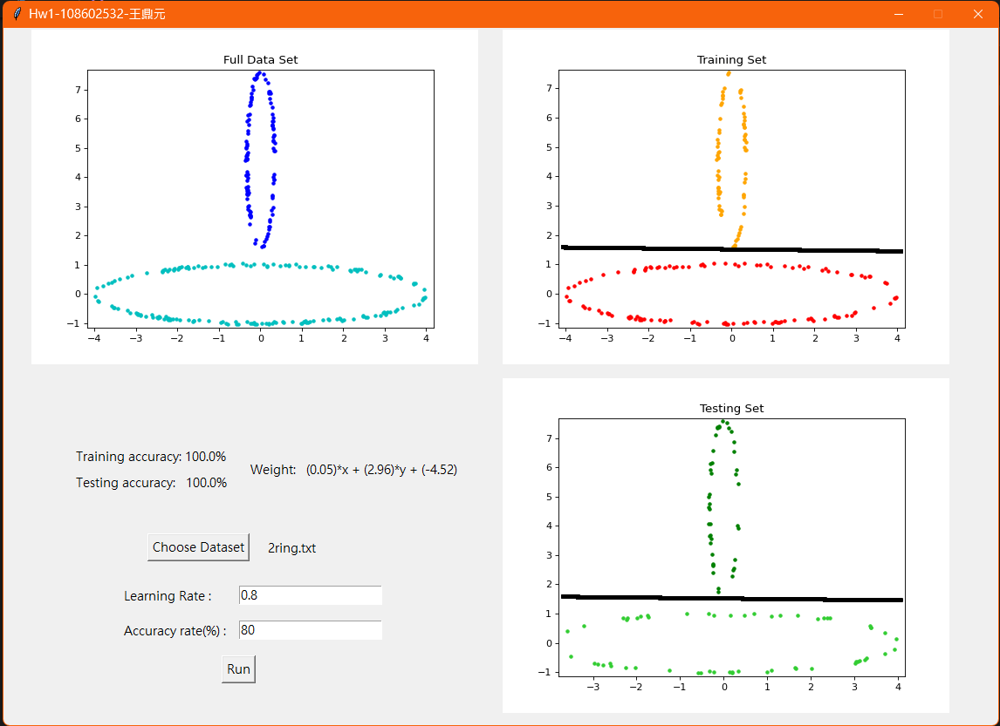 Hw1-108602532-王鼎元
Full Data Set
7
6
5
4
3
2
1
0
−1
−4 −3 −2 −1 0 1 2 3 4
Training Set
7
6
5
4
3
2
1
0
−1
−4 −3 −2 −1 0 1 2 3 4
Training accuracy: 100.0%
Testing accuracy: 100.0%
Weight: (0.05)*x + (2.96)*y + (-4.52)
Choose Dataset 2ring.txt
Learning Rate : 0.8
Accuracy rate(%) : 80
Run
Testing Set
7
6
5
4
3
2
1
0
−1
−3 −2 −1 0 1 2 3 4